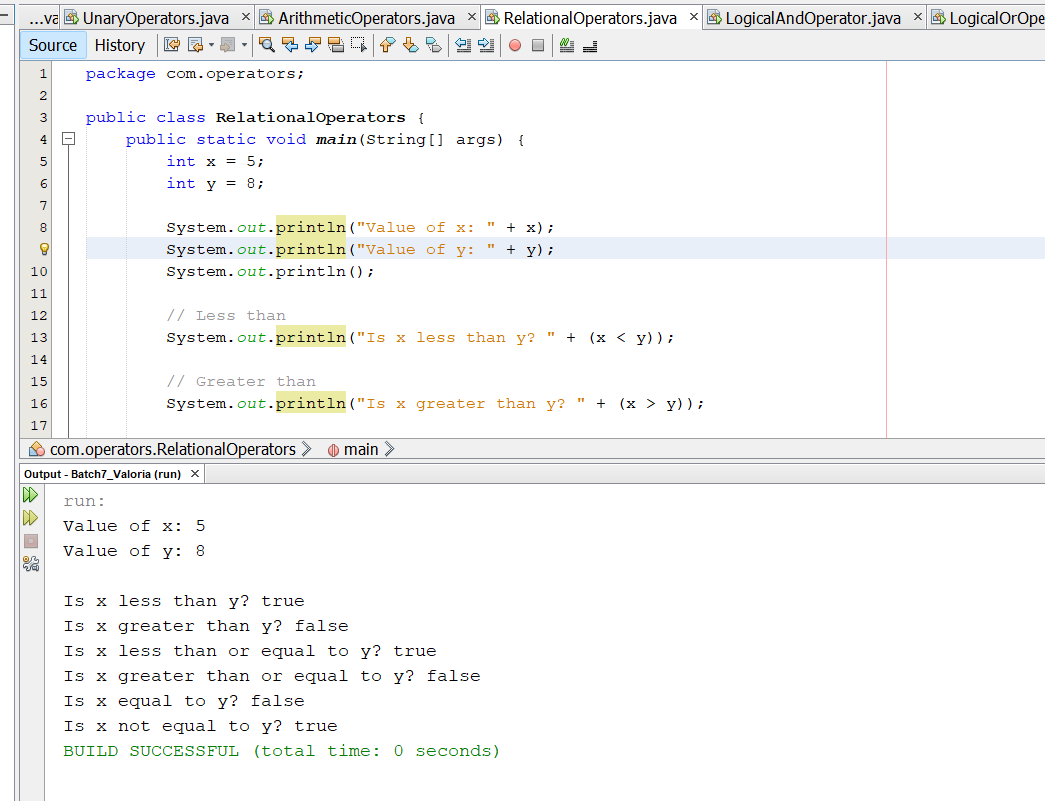 ...va UnaryOperators.java × ArithmeticOperators.java × RelationalOperators.java × LogicalAndOperator.java × LogicalOrOpe
Source History
1 package com.operators;
2
3 public class RelationalOperators {
4 public static void main(String[] args) {
5 int x = 5;
6 int y = 8;
7
8 System.out.println("Value of x: " + x);
System.out.println("Value of y: " + y);
10 System.out.println();
11
12 // Less than
13 System.out.println("Is x less than y? " + (x < y));
14
15 // Greater than
16 System.out.println("Is x greater than y? " + (x > y));
17
com.operators.RelationalOperators main
Output - Batch7_Valoria (run) ×
run:
Value of x: 5
Value of y: 8
Is x less than y? true
Is x greater than y? false
Is x less than or equal to y? true
Is x greater than or equal to y? false
Is x equal to y? false
Is x not equal to y? true
BUILD SUCCESSFUL (total time: 0 seconds)